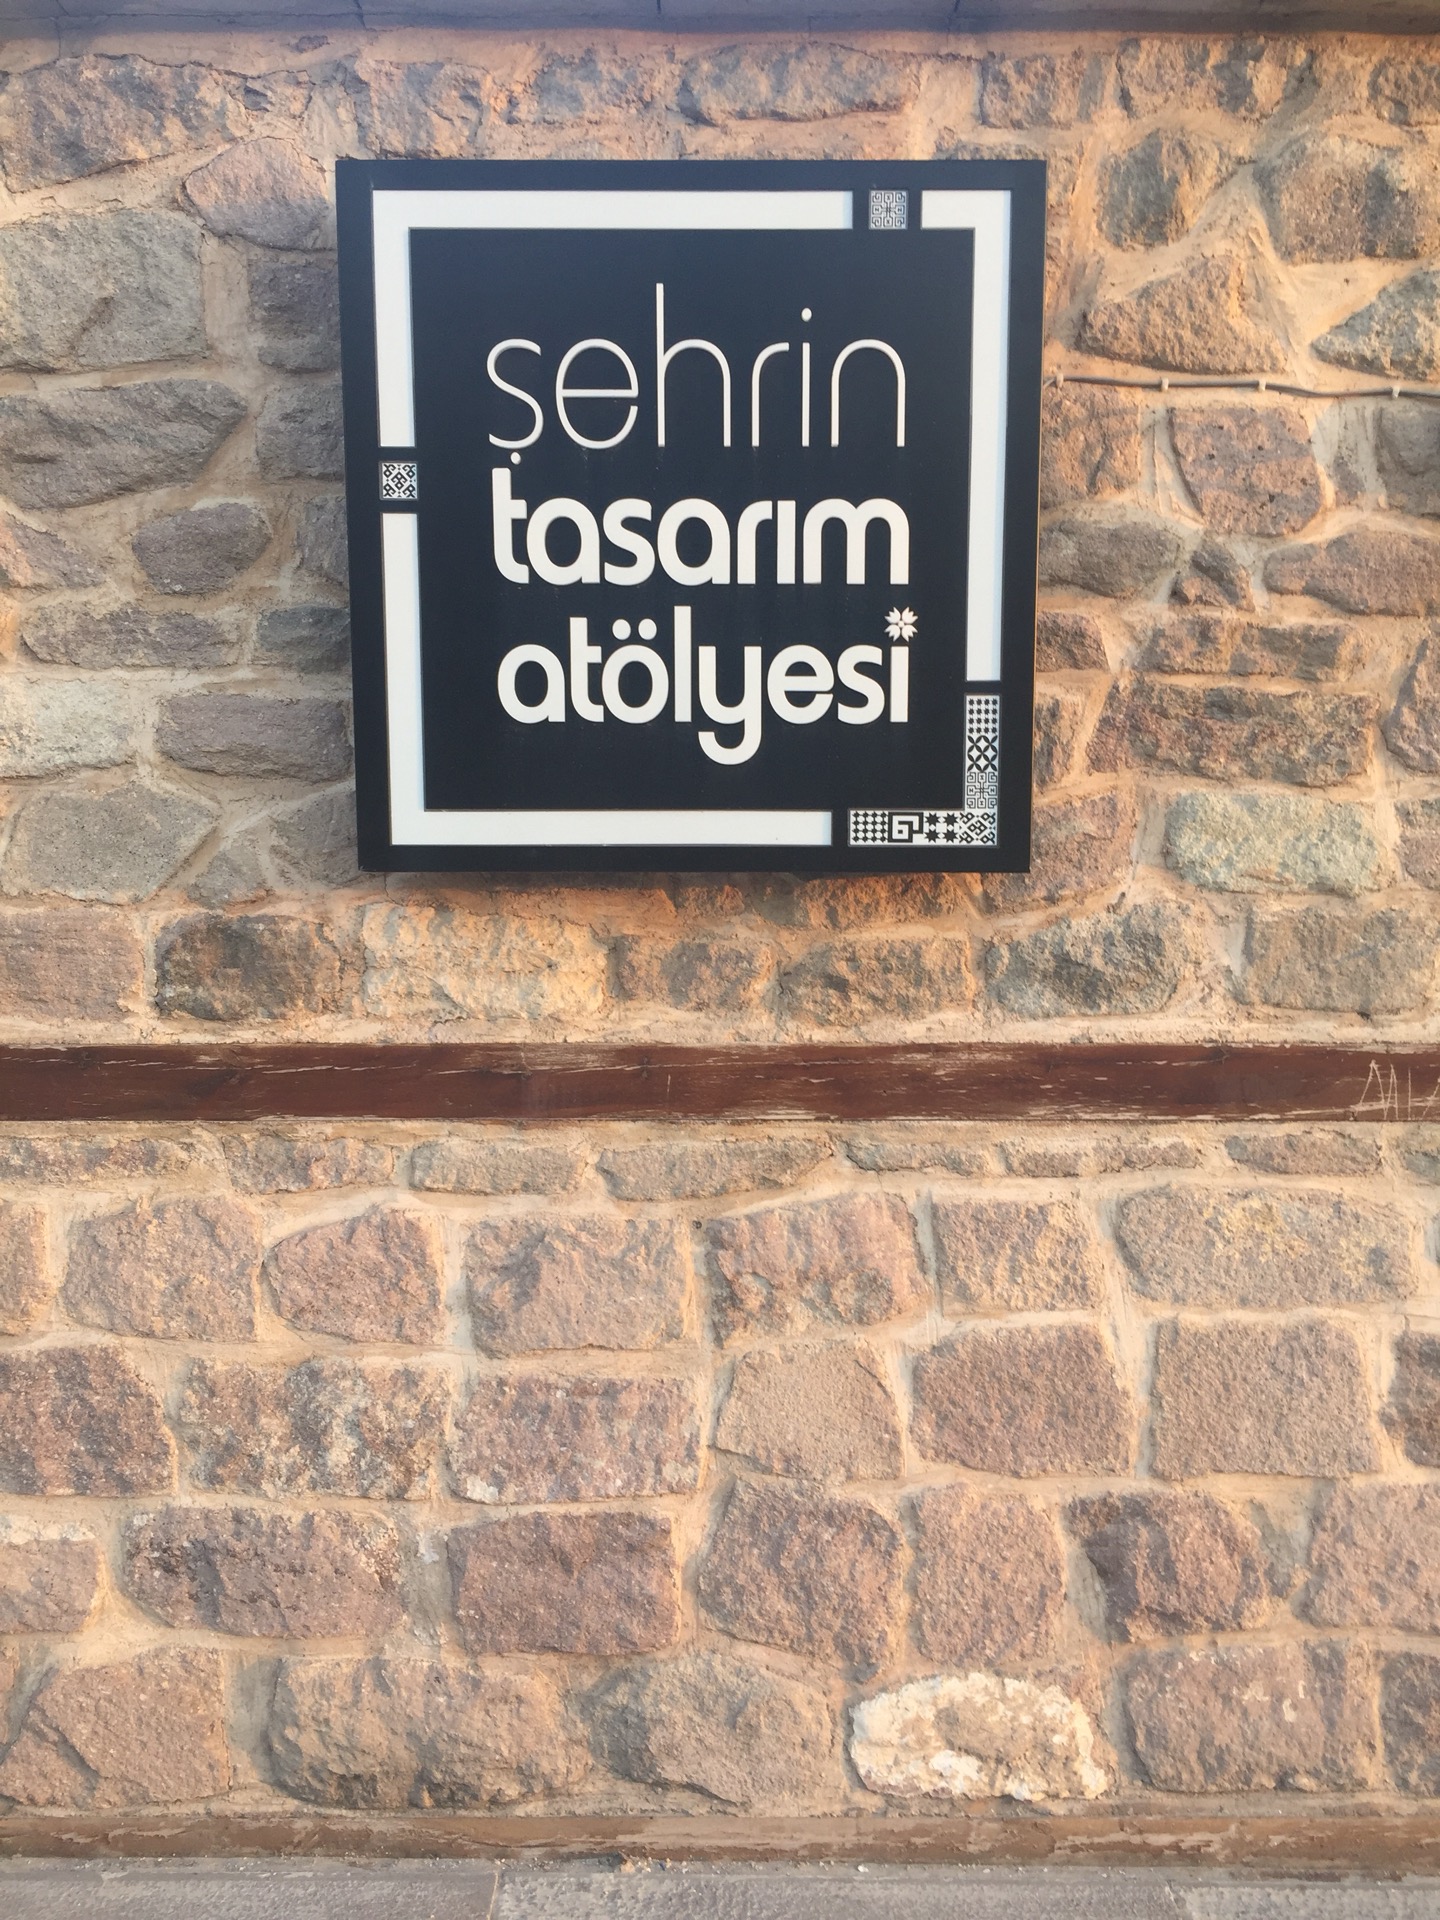 şehrin
tasarım
atölyesi